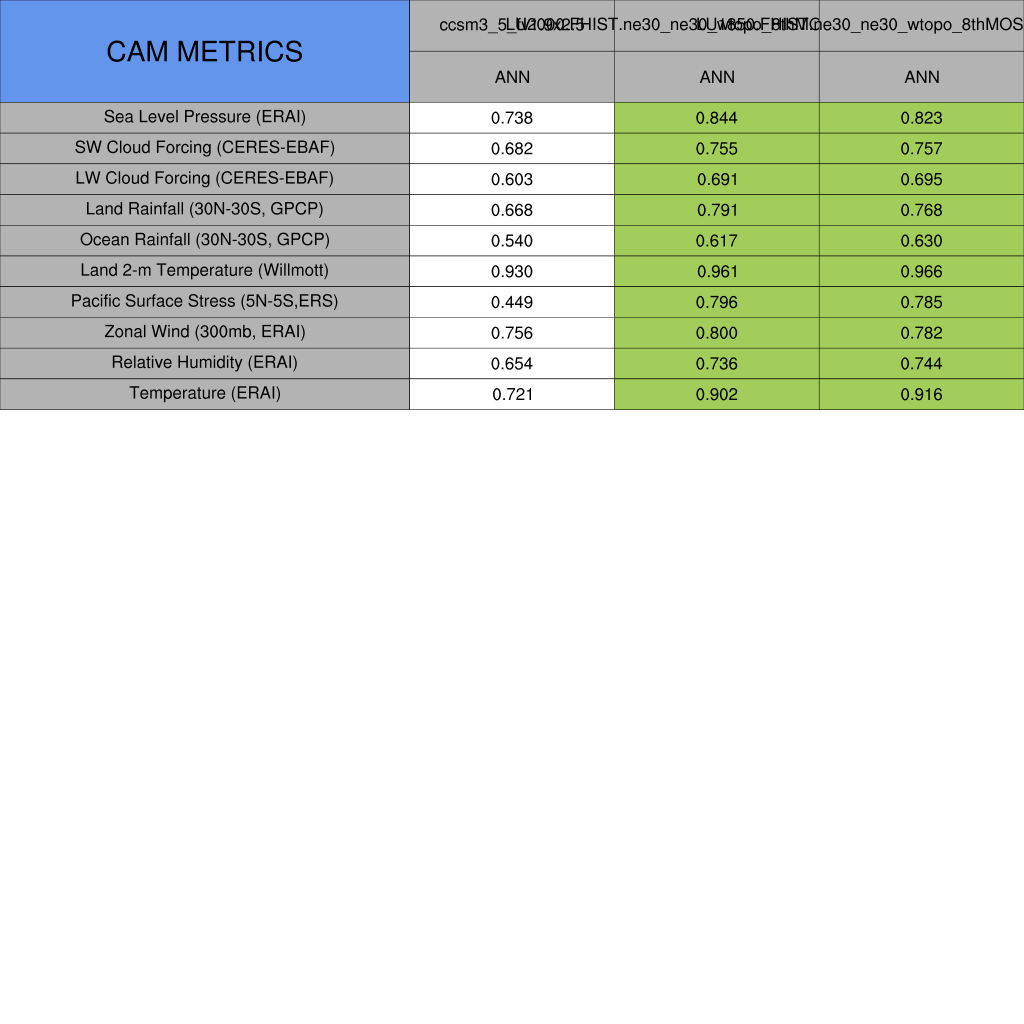 CAM METRICS
ccsm3_5
ne30_ne30_wtopo_8thMOS
ANN ANN ANN
Sea Level Pressure (ERAI) 0.738 0.844 0.823
SW Cloud Forcing (CERES-EBAF) 0.682 0.755 0.757
LW Cloud Forcing (CERES-EBAF) 0.603 0.691 0.695
Land Rainfall (30N-30S, GPCP) 0.668 0.791 0.768
Ocean Rainfall (30N-30S, GPCP) 0.540 0.617 0.630
Land 2-m Temperature (Willmott) 0.930 0.961 0.966
Pacific Surface Stress (5N-5S,ERS) 0.449 0.796 0.785
Zonal Wind (300mb, ERAI) 0.756 0.800 0.782
Relative Humidity (ERAI) 0.654 0.736 0.744
Temperature (ERAI) 0.721 0.902 0.916